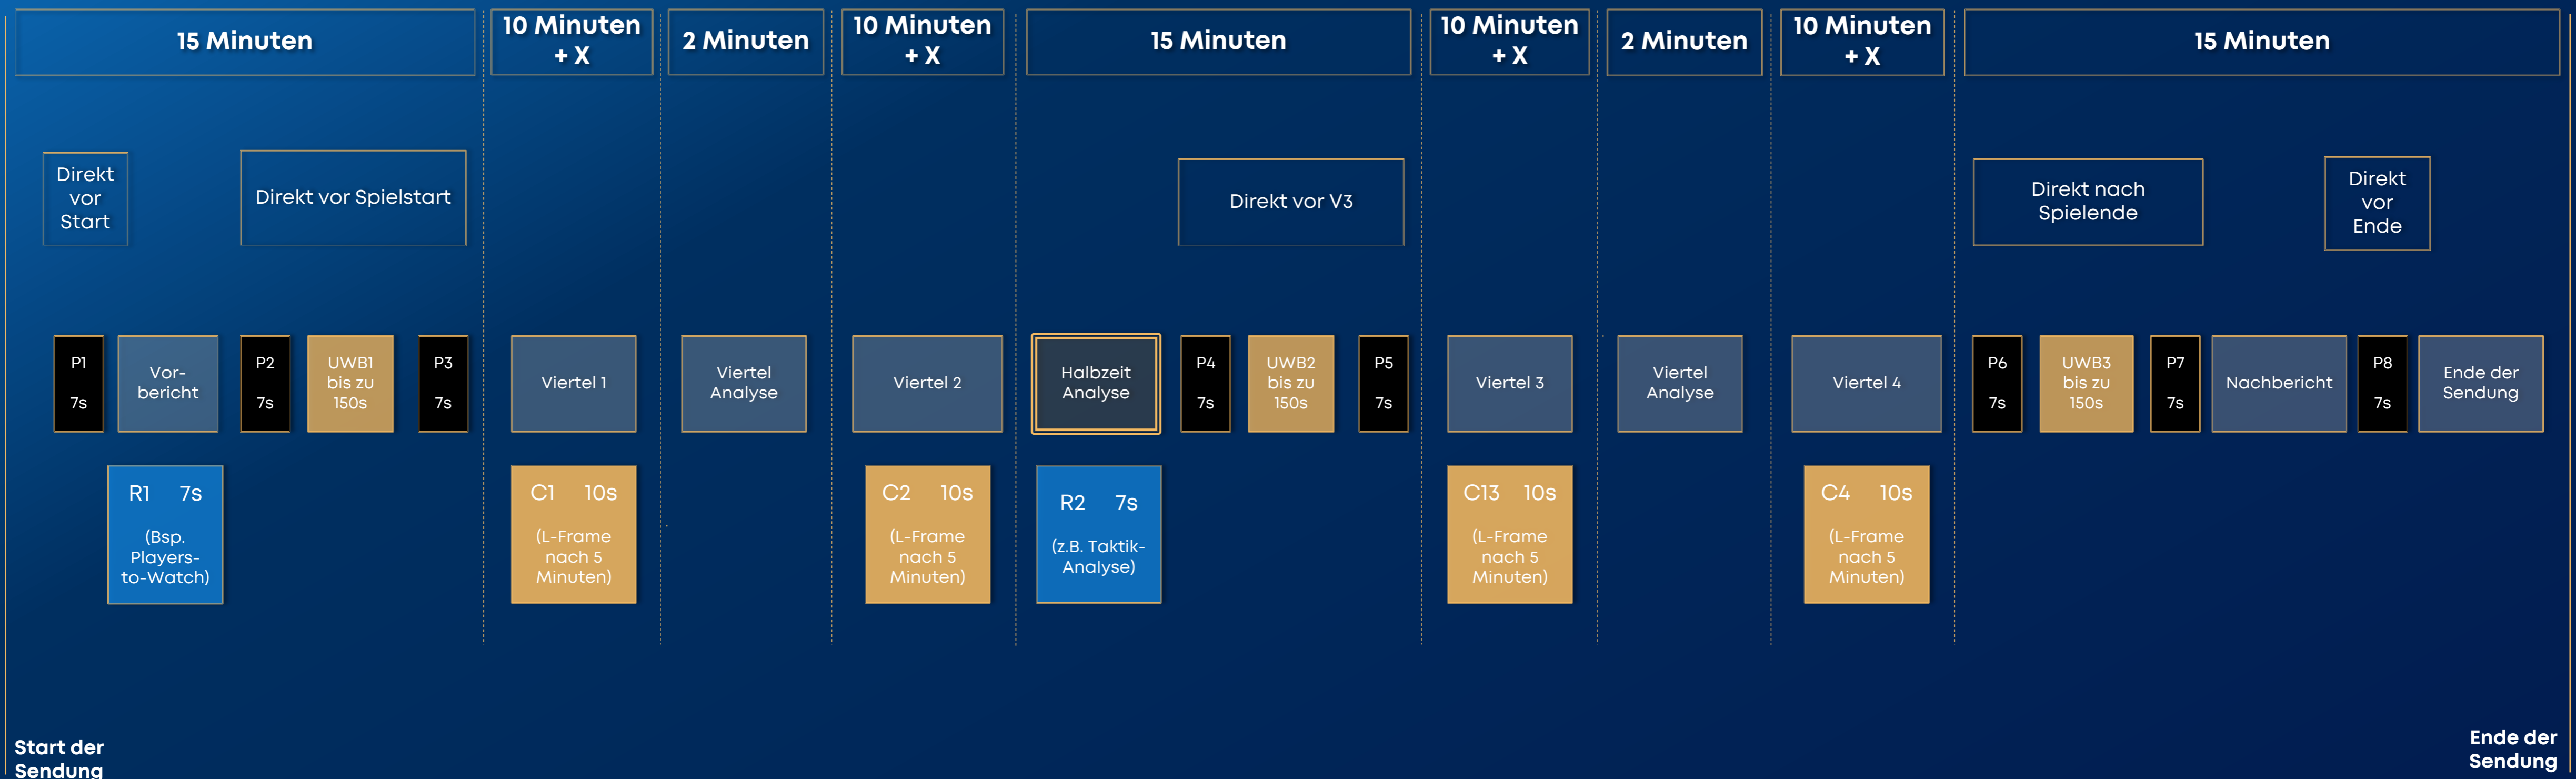 15 Minuten
10 Minuten
+ X
2 Minuten
10 Minuten
+ X
15 Minuten
10 Minuten
+ X
2 Minuten
10 Minuten
+ X
15 Minuten
Direkt
vor
Start
Direkt vor Spielstart
Direkt vor V3
Direkt nach
Spielende
Direkt
vor
Ende
P1
7s
Vor-
bericht
P2
7s
UWB1
bis zu
150s
P3
7s
Viertel 1
Viertel
Analyse
Viertel 2
Halbzeit
Analyse
P4
7s
UWB2
bis zu
150s
P5
7s
Viertel 3
Viertel
Analyse
Viertel 4
P6
7s
UWB3
bis zu
150s
P7
7s
Nachbericht
P8
7s
Ende der
Sendung
R1 7s
(Bsp.
Players-
to-Watch)
C1 10s
(L-Frame
nach 5
Minuten)
C2 10s
(L-Frame
nach 5
Minuten)
R2 7s
(z.B. Taktik-
Analyse)
C13 10s
(L-Frame
nach 5
Minuten)
C4 10s
(L-Frame
nach 5
Minuten)
Start der
Sendung
Ende der
Sendung